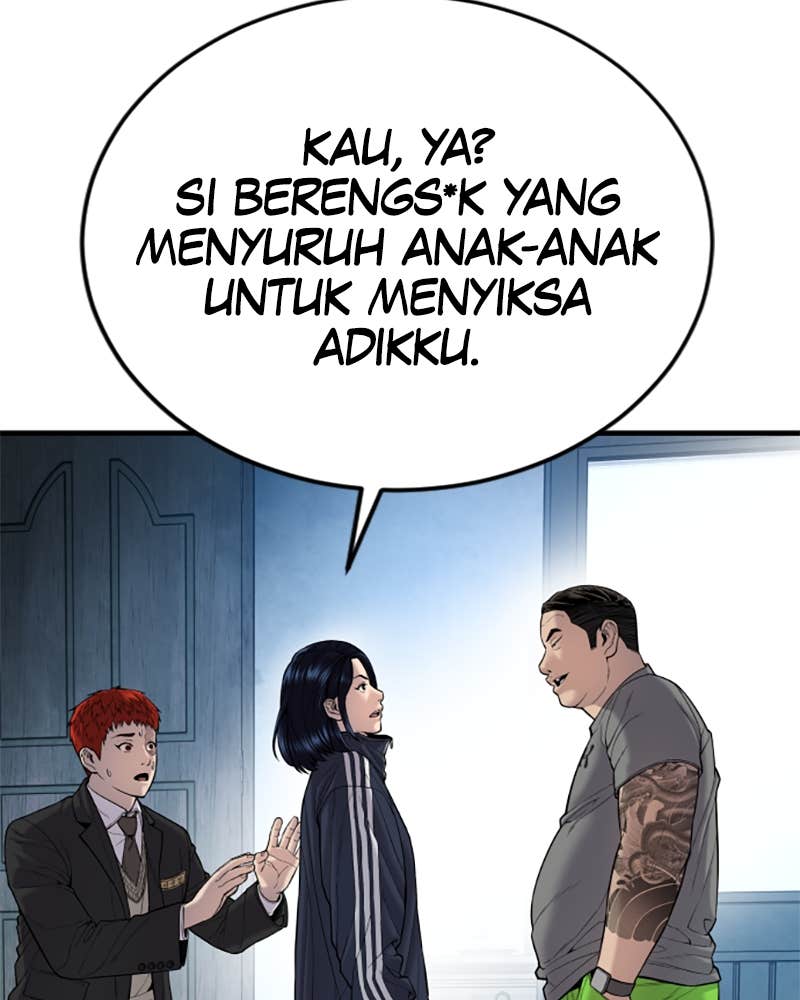 KAU, YA?
SI BERENGS*K YANG
MENYURUH ANAK-ANAK
UNTUK MENYIKSA
ADIKKU.